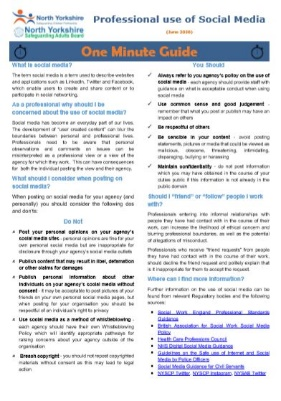 North Yorkshire
North Yorkshire
Safeguarding Adults Board
Professional use of Social Media
(June 2020)
One Minute Guide
What is social media?
The term social media is a term used to describe websites
and applications such as LinkedIn, Twitter and Facebook,
which enable users to create and share content or to
participate in social networking.
As a professional why should I be
concerned about the use of social media?
Social media has become an everyday part of our lives.
The development of "user created content" can blur the
boundaries between personal and professional lives.
Professionals need to be aware that personal
observations and comments on issues can be
misinterpreted as a professional view or a view of the
agency for which they work. This can have consequences
for both the individual posting the view and their agency.
What should I consider when posting on
social media?
When posting on social media for your agency (and
personally) you should consider the following dos
and don'ts:
Do Not
Post your personal opinions on your agency's
social media sites - personal opinions are fine for your
own personal social media but are inappropriate for
disclosure through your agency's social media outlets
Publish content that may result in libel, defamation
or other claims for damages
Publish personal information about other
individuals on your agency's social media without
consent - it may be acceptable to post pictures of your
friends on your own personal social media pages, but
when posting for your organisation you should be
respectful of an individual's right to privacy
Use social media as a method of whistleblowing -
each agency should have their own Whistleblowing
Policy which will identify appropriate pathways for
raising concerns about your agency outside of the
organisation
Breach copyright - you should not repeat copyrighted
materials without consent as this may lead to legal
action
You Should
✓ Always refer to you agency's policy on the use of
social media - each agency should provide staff with
guidance on what is acceptable conduct when using
social media
✓ Use common sense and good judgement -
remember that what you post or publish may have an
impact on others
✓ Be respectful of others
✓ Be sensible in your content - avoid posting
statements, pictures or media that could be viewed as
malicious, obscene, threatening, intimidating,
disparaging, bullying or harassing
✓ Maintain confidentiality - do not post information
which you may have obtained in the course of your
duties public if this information is not already in the
public domain
Should I "friend" or "follow" people I work
with?
Professionals entering into informal relationships with
people they have had contact with in the course of their
work, can increase the likelihood of actual concern and
blurring professional boundaries, as well as the potential
of allegations of misconduct.
Professionals who receive "friend requests" from people
they have had contact with in the course of their work,
should decline the friend request and politely explain that
it is inappropriate for them to accept the request.
Where can I find more information?
Further information on the use of social media can be
found from relevant Regulatory bodies and the following
sources:
Social Work England Professional Standards
Guidance
British Association for Social Work Social Media
Policy
Health Care Professions Council
NHS Digital Social Media Guidance
Guidelines on the Safe use of Internet and Social
Media by Police Officers
Social Media Guidance for Civil Servants
NYSCP Twitter NYSCP Instagram NYSAB Twitter